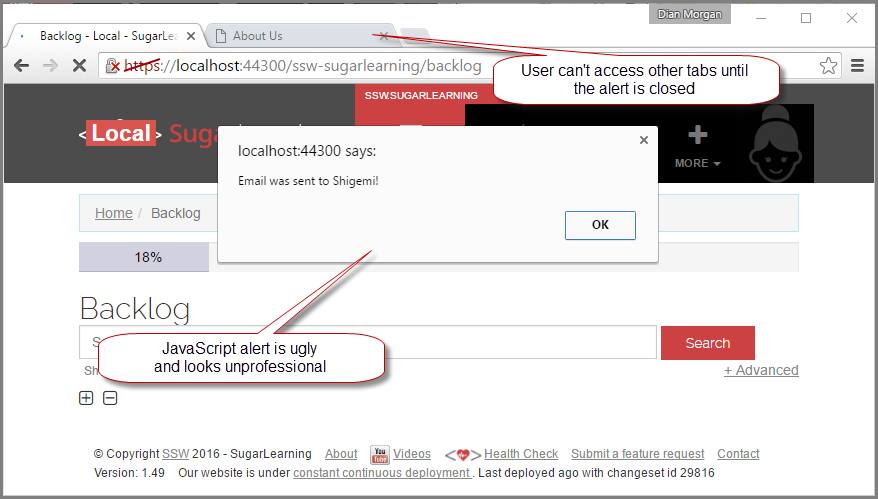 Dian Morgan
Backlog - Local - SugarLea
About Us
https://localhost:44300/ssw-sugarlearning/backlog
User can't access other tabs until
the alert is closed
SSW.SUGARLEARNING
<Local> Suga
MORE
localhost:44300 says:
Email was sent to Shigemi!
OK
Home / Backlog
18%
Backlog
S
Search
JavaScript alert is ugly
and looks unprofessional
Sh
+ Advanced
© Copyright SSW 2016 - SugarLearning About You Tube Videos <> Health Check Submit a feature request Contact
Version: 1.49 Our website is under constant continuous deployment . Last deployed ago with changeset id 29816